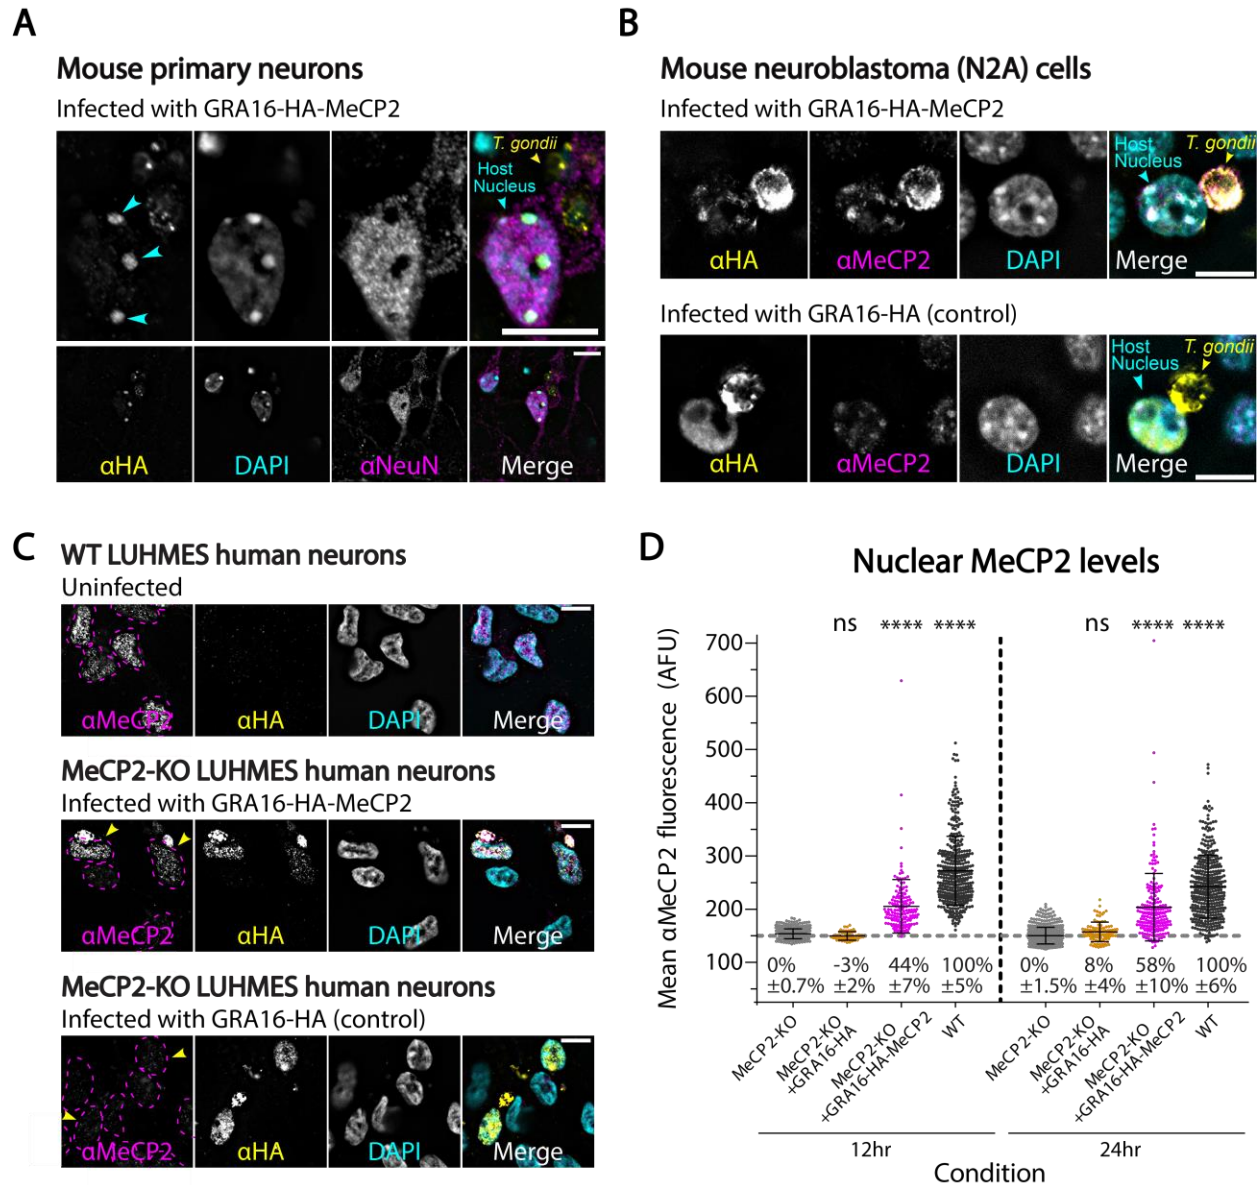 A
Mouse primary neurons
Infected with GRA16-HA-MeCP2
T. gondii
Host
Nucleus
αHA
DAPI
αNeuN
Merge
B
Mouse neuroblastoma (N2A) cells
Infected with GRA16-HA-MeCP2
Host
Nucleus
T. gondii
αHA
αMeCP2
DAPI
Merge
Infected with GRA16-HA (control)
Host
Nucleus
T. gondii
αHA
αMeCP2
DAPI
Merge
C
WT LUHMES human neurons
Uninfected
αMeCP2
αHA
DAPI
Merge
MeCP2-KO LUHMES human neurons
Infected with GRA16-HA-MeCP2
αMeCP2
αHA
DAPI
Merge
MeCP2-KO LUHMES human neurons
Infected with GRA16-HA (control)
αMeCP2
αHA
DAPI
Merge
D
Nuclear MeCP2 levels
Mean αMeCP2 fluorescence (AFU)
700
600
500
400
300
200
100
ns **** ****
ns **** ****
0% -3% 44% 100%
±0.7% ±2% ±7% ±5%
0% 8% 58% 100%
±1.5% ±4% ±10% ±6%
MeCP2-KO
MeCP2-KO
+GRA16-HA
MeCP2-KO
+GRA16-HA-MeCP2
WT
MeCP2-KO
MeCP2-KO
+GRA16-HA
MeCP2-KO
+GRA16-HA-MeCP2
WT
12hr
24hr
Condition